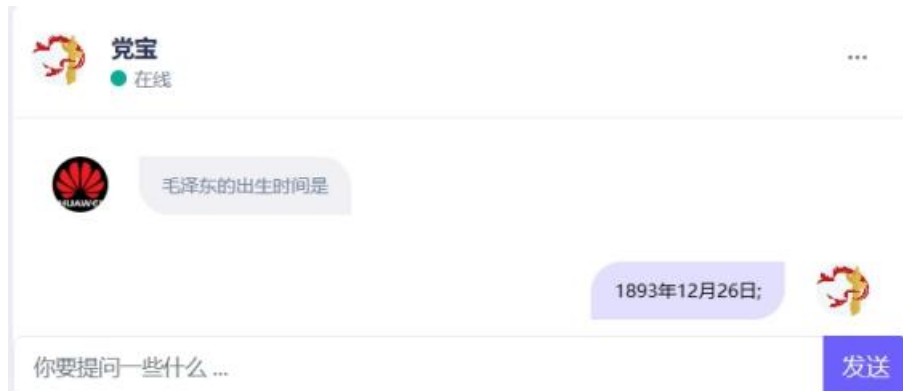 党宝
在线
...
HUAWEI
毛泽东的出生时间是
1893年12月26日;
你要提问一些什么 ...
发送